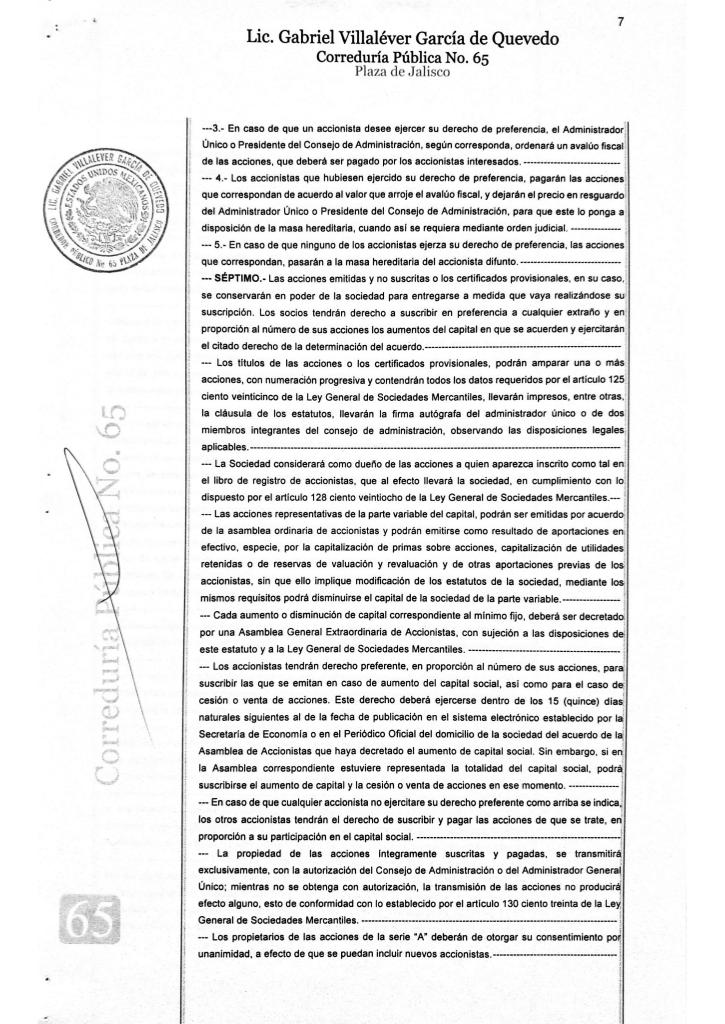 7
Lic. Gabriel Villaléver García de Quevedo
Correduría Pública No. 65
Plaza de Jalisco
---3.- En caso de que un accionista desee ejercer su derecho de preferencia, el Administrador
Único o Presidente del Consejo de Administración, según corresponda, ordenará un avalúo fiscal
de las acciones, que deberá ser pagado por los accionistas interesados. --------------------------
--- 4.- Los accionistas que hubiesen ejercido su derecho de preferencia, pagarán las acciones
que correspondan de acuerdo al valor que arroje el avalúo fiscal, y dejarán el precio en resguardo
del Administrador Único o Presidente del Consejo de Administración, para que este lo ponga a
disposición de la masa hereditaria, cuando así se requiera mediante orden judicial. --------------
--- 5.- En caso de que ninguno de los accionistas ejerza su derecho de preferencia, las acciones
que correspondan, pasarán a la masa hereditaria del accionista difunto. --------------------------
--- SÉPTIMO.- Las acciones emitidas y no suscritas o los certificados provisionales, en su caso,
se conservarán en poder de la sociedad para entregarse a medida que vaya realizándose su
suscripción. Los socios tendrán derecho a suscribir en preferencia a cualquier extraño y en
proporción al número de sus acciones los aumentos del capital en que se acuerden y ejercitarán
el citado derecho de la determinación del acuerdo.--------------------------------------------------
--- Los títulos de las acciones o los certificados provisionales, podrán amparar una o más
acciones, con numeración progresiva y contendrán todos los datos requeridos por el artículo 125
ciento veinticinco de la Ley General de Sociedades Mercantiles, llevarán impresos, entre otras,
la cláusula de los estatutos, llevarán la firma autógrafa del administrador único o de dos
miembros integrantes del consejo de administración, observando las disposiciones legales
aplicables.------------------------------------------------------------------------------------------
--- La Sociedad considerará como dueño de las acciones a quien aparezca inscrito como tal en
el libro de registro de accionistas, que al efecto llevará la sociedad, en cumplimiento con lo
dispuesto por el artículo 128 ciento veintiocho de la Ley General de Sociedades Mercantiles.---
--- Las acciones representativas de la parte variable del capital, podrán ser emitidas por acuerdo
de la asamblea ordinaria de accionistas y podrán emitirse como resultado de aportaciones en
efectivo, especie, por la capitalización de primas sobre acciones, capitalización de utilidades
retenidas o de reservas de valuación y revaluación y de otras aportaciones previas de los
accionistas, sin que ello implique modificación de los estatutos de la sociedad, mediante los
mismos requisitos podrá disminuirse el capital de la sociedad de la parte variable.----------------
--- Cada aumento o disminución de capital correspondiente al mínimo fijo, deberá ser decretado
por una Asamblea General Extraordinaria de Accionistas, con sujeción a las disposiciones de
este estatuto y a la Ley General de Sociedades Mercantiles. ----------------------------------------
--- Los accionistas tendrán derecho preferente, en proporción al número de sus acciones, para
suscribir las que se emitan en caso de aumento del capital social, así como para el caso de
cesión o venta de acciones. Este derecho deberá ejercerse dentro de los 15 (quince) días
naturales siguientes al de la fecha de publicación en el sistema electrónico establecido por la
Secretaría de Economía o en el Periódico Oficial del domicilio de la sociedad del acuerdo de la
Asamblea de Accionistas que haya decretado el aumento de capital social. Sin embargo, si en
la Asamblea correspondiente estuviere representada la totalidad del capital social, podrá
suscribirse el aumento de capital y la cesión o venta de acciones en ese momento. ---------------
--- En caso de que cualquier accionista no ejercitare su derecho preferente como arriba se indica,
los otros accionistas tendrán el derecho de suscribir y pagar las acciones de que se trate, en
proporción a su participación en el capital social. ---------------------------------------------------
--- La propiedad de las acciones íntegramente suscritas y pagadas, se transmitirá
exclusivamente, con la autorización del Consejo de Administración o del Administrador General
Único; mientras no se obtenga con autorización, la transmisión de las acciones no producirá
efecto alguno, esto de conformidad con lo establecido por el artículo 130 ciento treinta de la Ley
General de Sociedades Mercantiles. -----------------------------------------------------------------
--- Los propietarios de las acciones de la serie "A" deberán de otorgar su consentimiento por
unanimidad, a efecto de que se puedan incluir nuevos accionistas.--------------------------------
LIC. GABRIEL VILLALEVER GARCÍA DE QUEVEDO
ESTADOS UNIDOS MEXICANOS
CORREDOR PÚBLICO No 65 PLAZA DE JALISCO
Correduría Pública No. 65
65